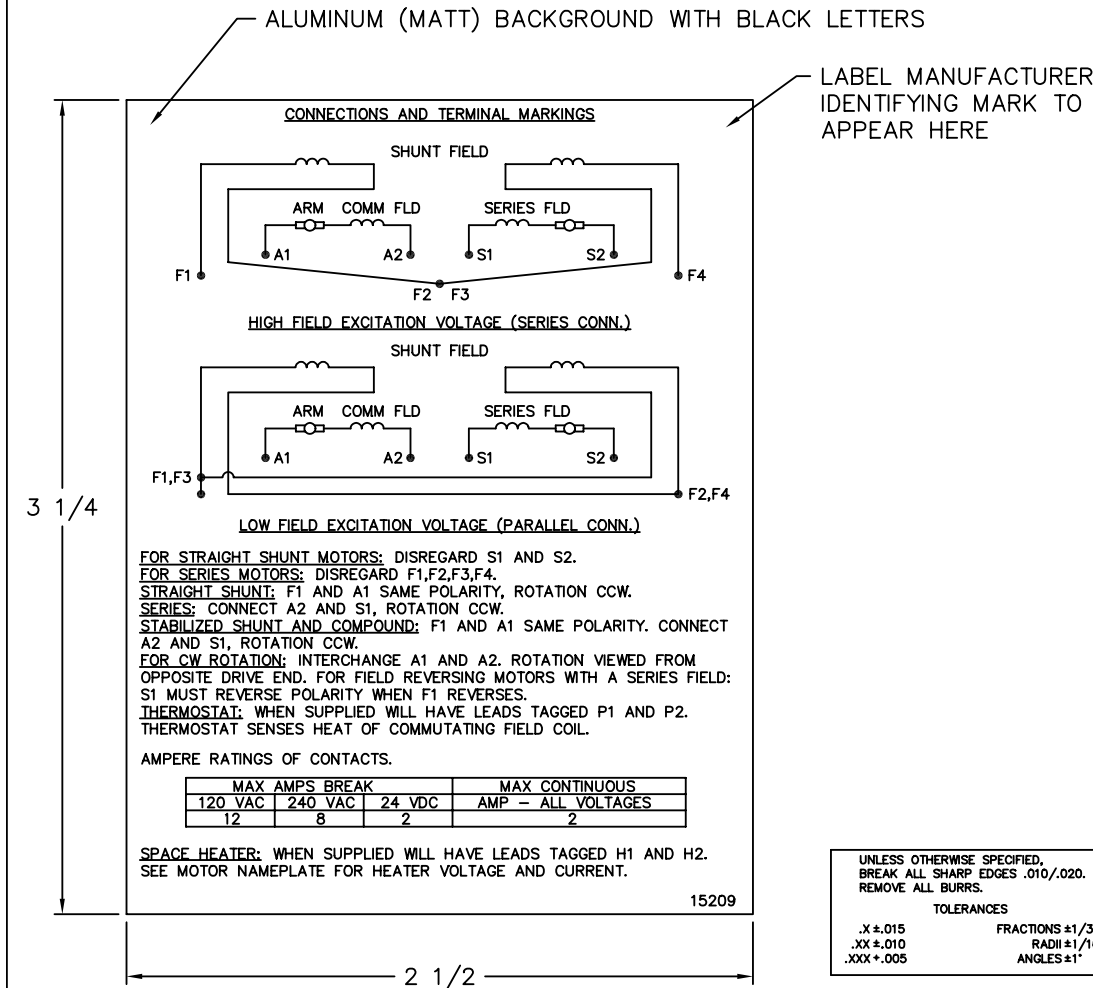 ALUMINUM (MATT) BACKGROUND WITH BLACK LETTERS
LABEL MANUFACTURER
IDENTIFYING MARK TO
APPEAR HERE
CONNECTIONS AND TERMINAL MARKINGS
SHUNT FIELD
ARM COMM FLD SERIES FLD
A1 A2 S1 S2
F1 F4
F2 F3
HIGH FIELD EXCITATION VOLTAGE (SERIES CONN.)
SHUNT FIELD
ARM COMM FLD SERIES FLD
A1 A2 S1 S2
F1,F3
F2,F4
3 1/4
LOW FIELD EXCITATION VOLTAGE (PARALLEL CONN.)
FOR STRAIGHT SHUNT MOTORS: DISREGARD S1 AND S2.
FOR SERIES MOTORS: DISREGARD F1,F2,F3,F4.
STRAIGHT SHUNT: F1 AND A1 SAME POLARITY, ROTATION CCW.
SERIES: CONNECT A2 AND S1, ROTATION CCW.
STABILIZED SHUNT AND COMPOUND: F1 AND A1 SAME POLARITY. CONNECT
A2 AND S1, ROTATION CCW.
FOR CW ROTATION: INTERCHANGE A1 AND A2. ROTATION VIEWED FROM
OPPOSITE DRIVE END. FOR FIELD REVERSING MOTORS WITH A SERIES FIELD:
S1 MUST REVERSE POLARITY WHEN F1 REVERSES.
THERMOSTAT: WHEN SUPPLIED WILL HAVE LEADS TAGGED P1 AND P2.
THERMOSTAT SENSES HEAT OF COMMUTATING FIELD COIL.
AMPERE RATINGS OF CONTACTS.
MAX AMPS BREAK MAX CONTINUOUS
120 VAC 240 VAC 24 VDC AMP - ALL VOLTAGES
12 8 2 2
SPACE HEATER: WHEN SUPPLIED WILL HAVE LEADS TAGGED H1 AND H2.
SEE MOTOR NAMEPLATE FOR HEATER VOLTAGE AND CURRENT.
15209
2 1/2
UNLESS OTHERWISE SPECIFIED,
BREAK ALL SHARP EDGES .010/.020.
REMOVE ALL BURRS.
TOLERANCES
.X ±.015 FRACTIONS
.XX ±.010 RADII
.XXX +.005 ANGLES ±1°